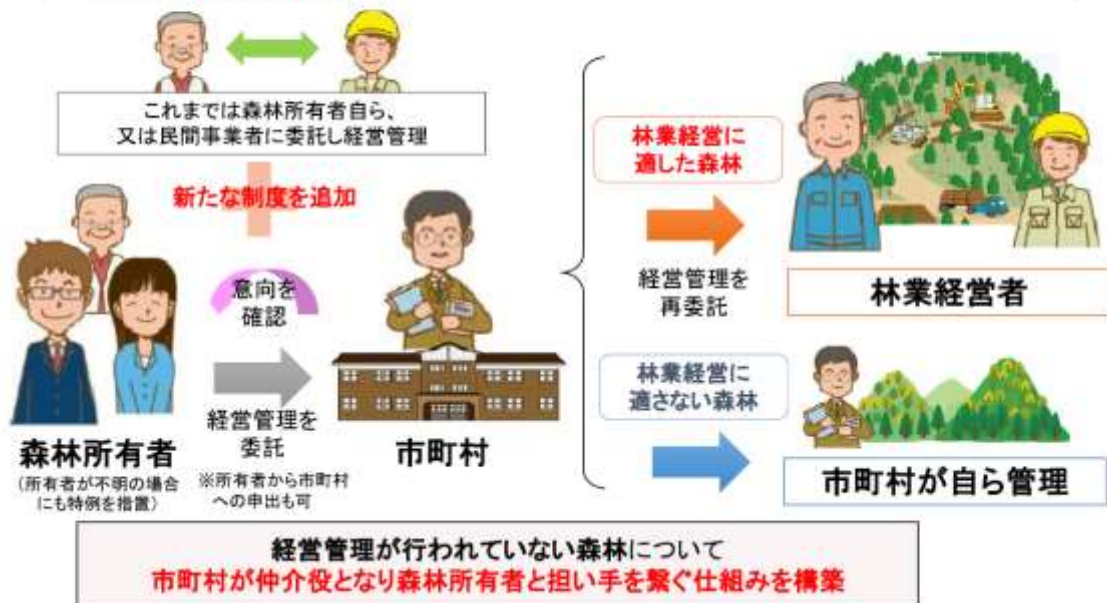 これまでは森林所有者自ら、
又は民間事業者に委託し経営管理
新たな制度を追加
意向を
確認
経営管理を
委託
※所有者から市町村
への申出も可
森林所有者
(所有者が不明の場合
にも特例を措置)
市町村
林業経営に
適した森林
経営管理を
再委託
林業経営者
林業経営に
適さない森林
市町村が自ら管理
経営管理が行われていない森林について
市町村が仲介役となり森林所有者と担い手を繋ぐ仕組みを構築